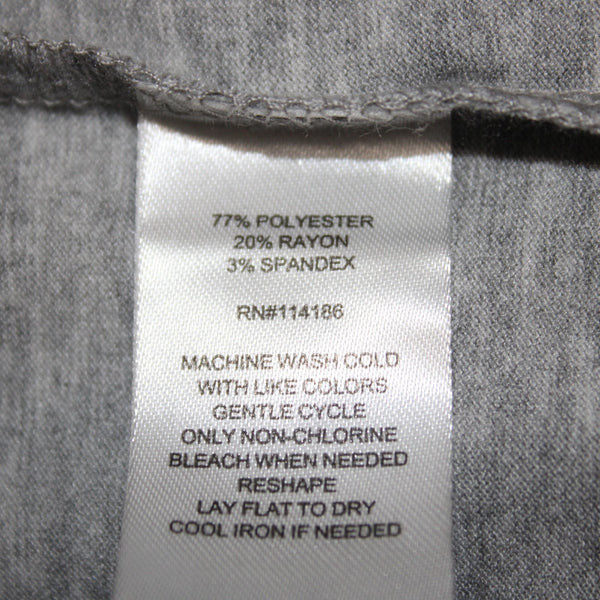 77% POLYESTER
20% RAYON
3% SPANDEX
RN#114186
MACHINE WASH COLD
WITH LIKE COLORS
GENTLE CYCLE
ONLY NON-CHLORINE
BLEACH WHEN NEEDED
RESHAPE
LAY FLAT TO DRY
COOL IRON IF NEEDED